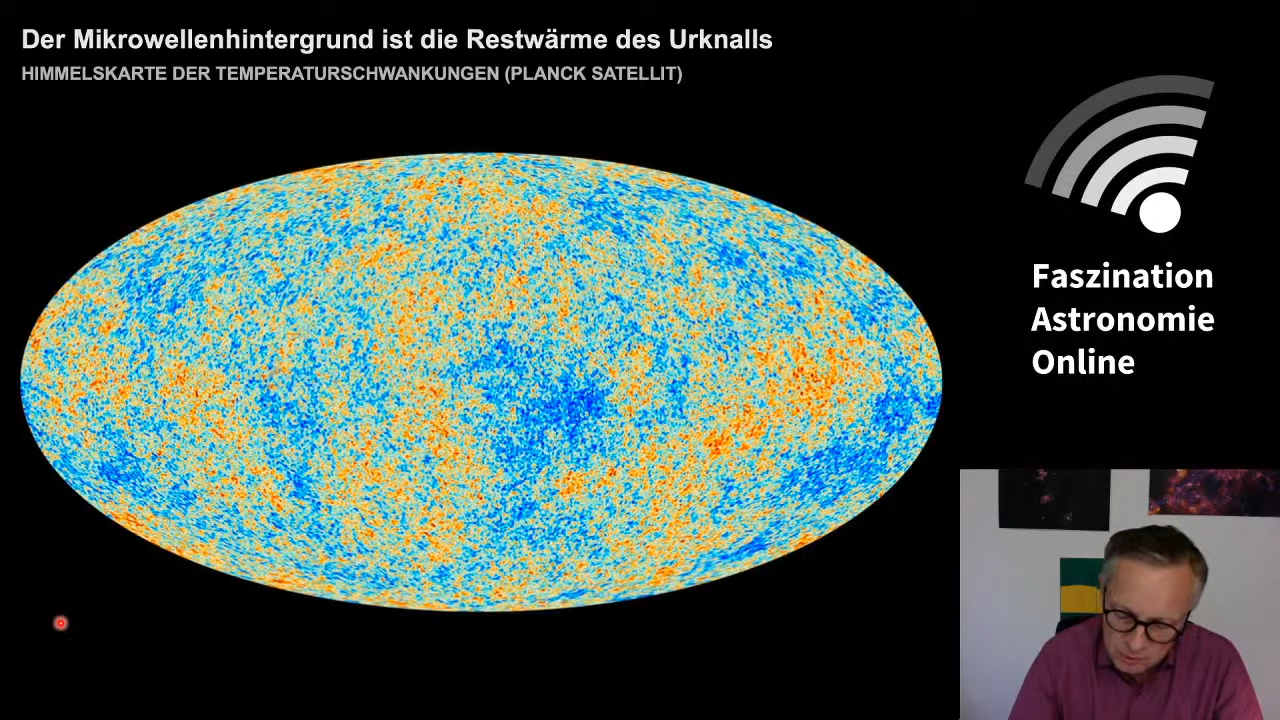 Der Mikrowellenhintergrund ist die Restwärme des Urknalls
HIMMELSKARTE DER TEMPERATURSCHWANKUNGEN (PLANCK SATELLIT)
Faszination
Astronomie
Online